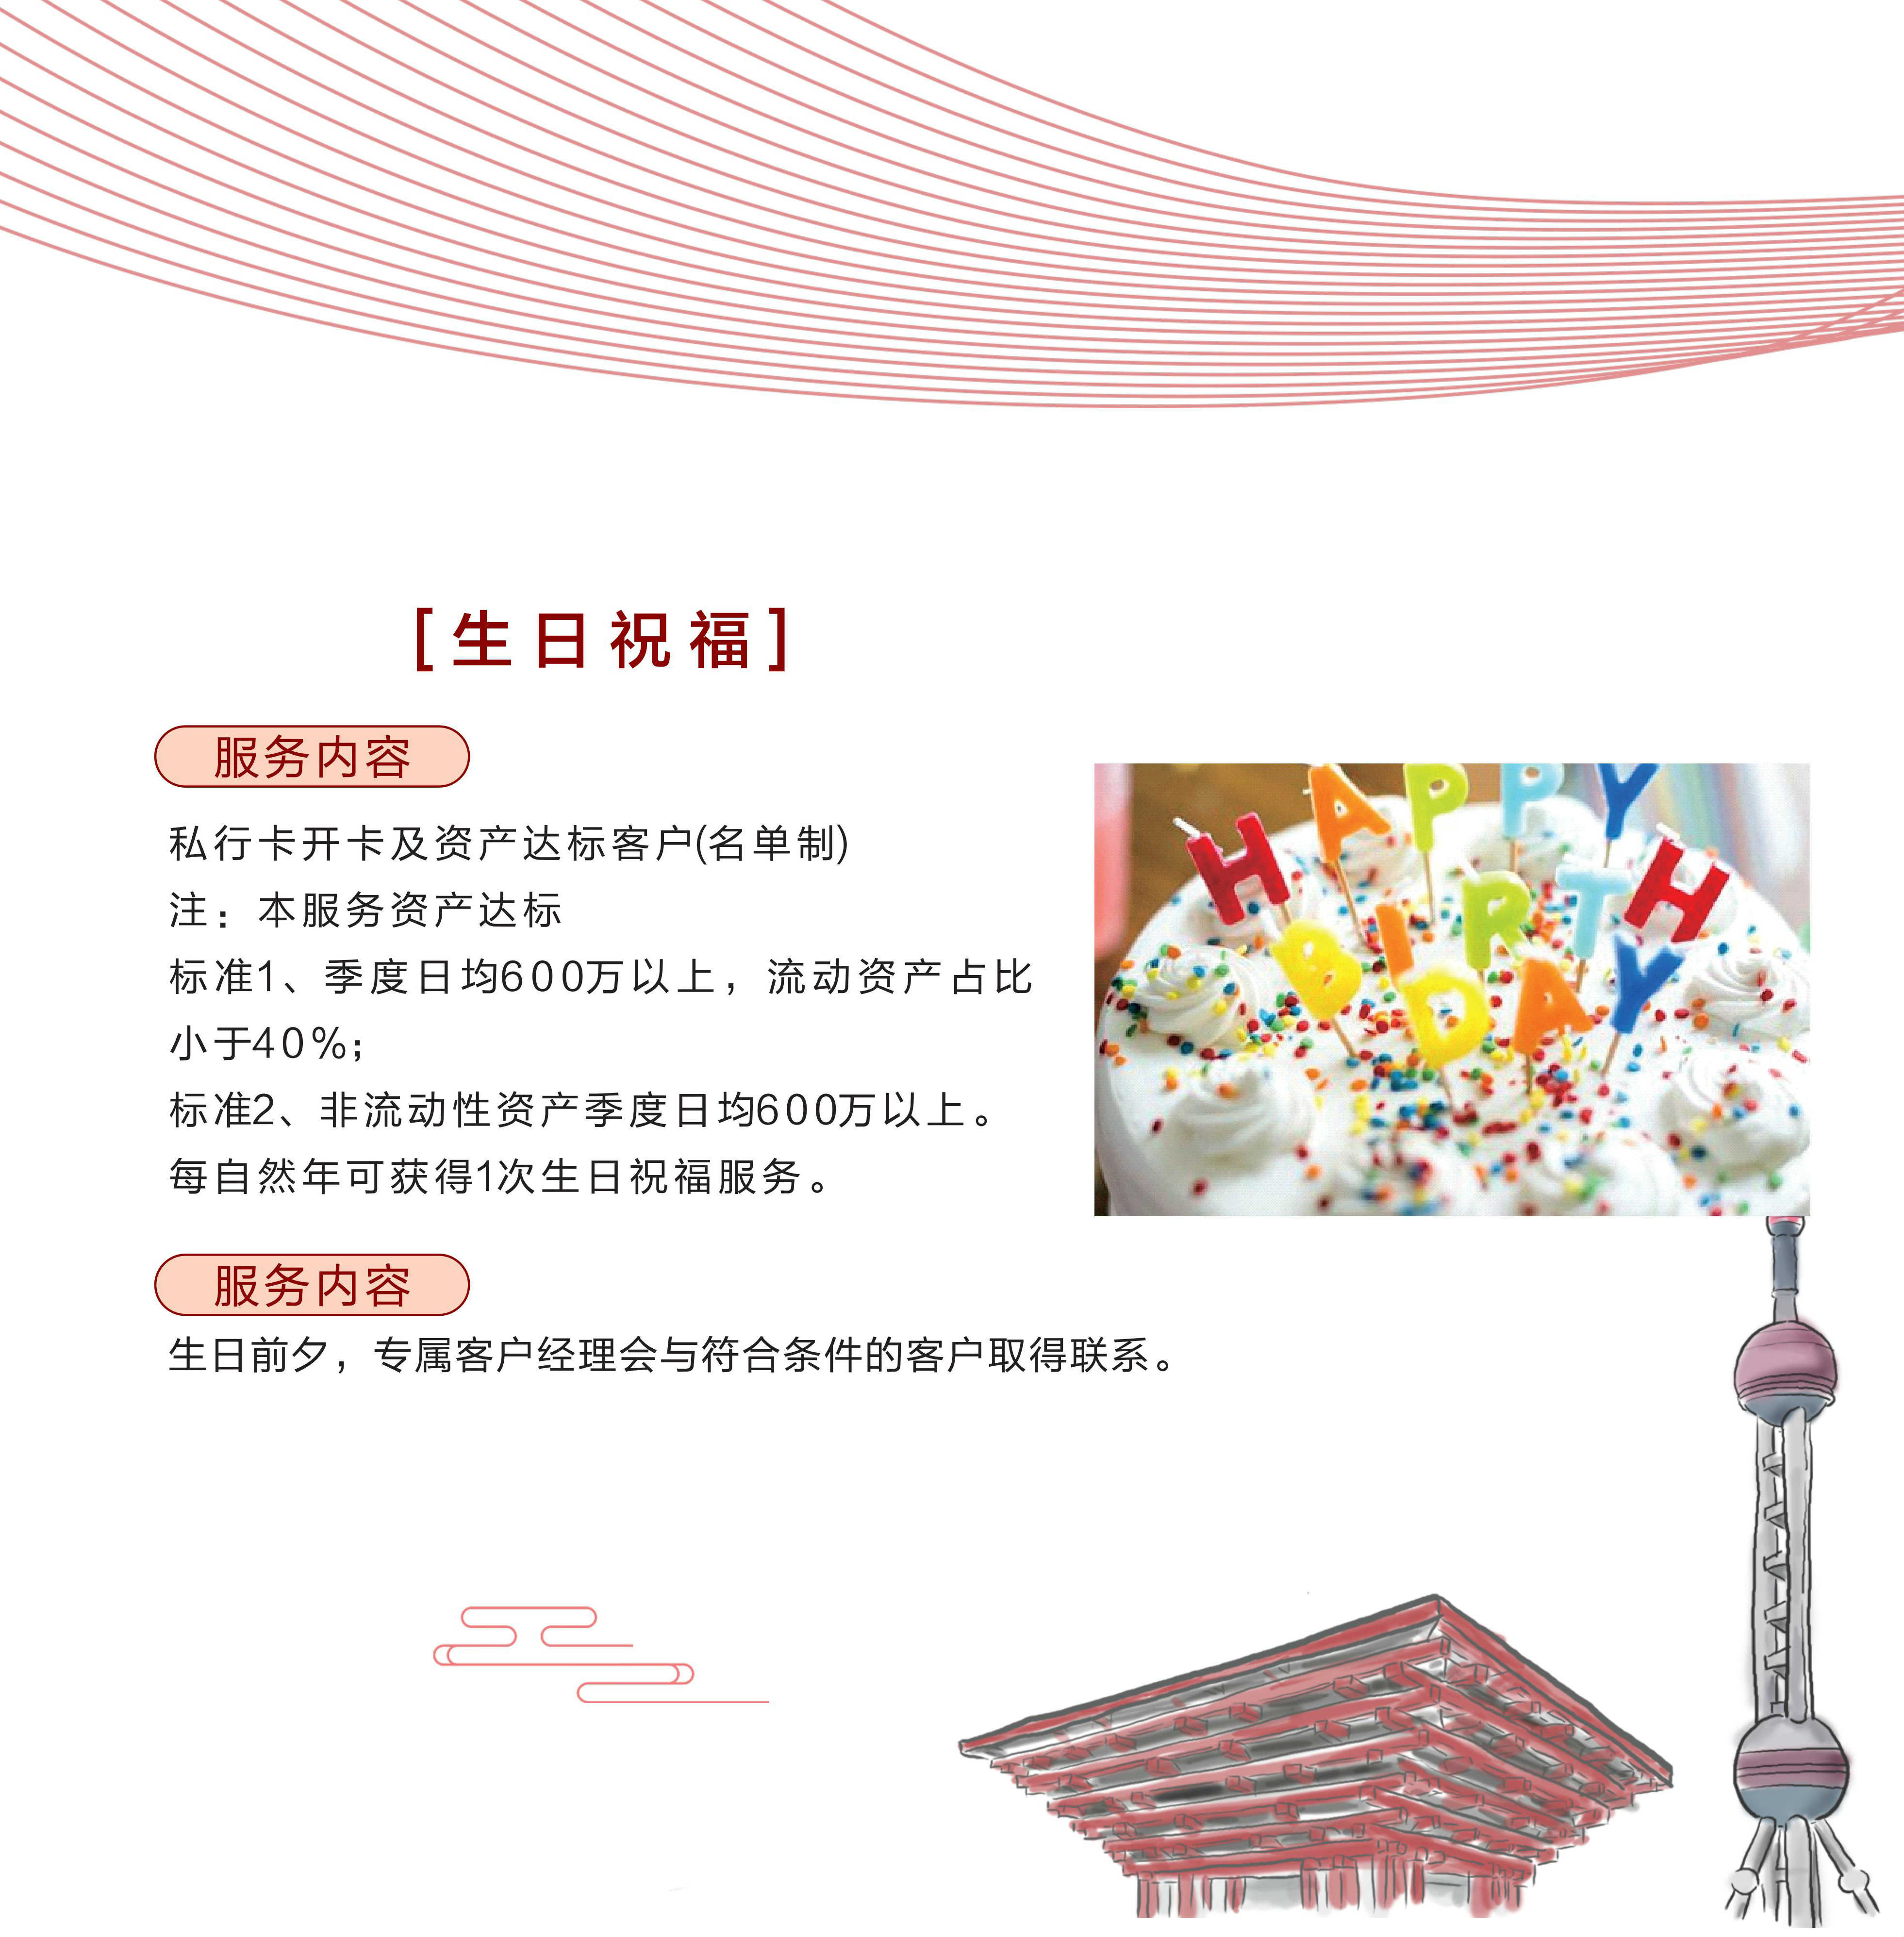 [生日祝福]
服务内容
私行卡开卡及资产达标客户(名单制)
注：本服务资产达标
标准1、季度日均600万以上，流动资产占比
小于40%；
标准2、非流动性资产季度日均600万以上。
每自然年可获得1次生日祝福服务。
HAPPY
BIRTH
DAY
服务内容
生日前夕，专属客户经理会与符合条件的客户取得联系。